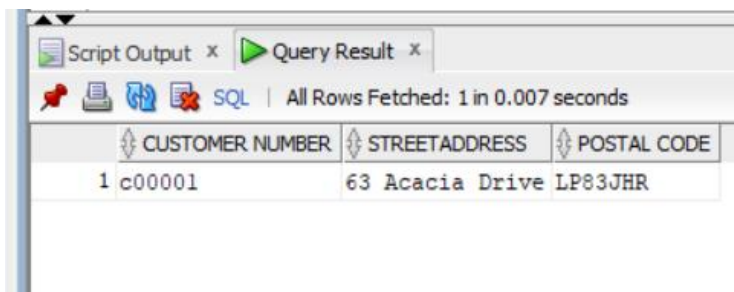 Script Output x Query Result x
SQL | All Rows Fetched: 1 in 0.007 seconds
CUSTOMER NUMBER STREETADDRESS POSTAL CODE
1 c00001 63 Acacia Drive LP83JHR